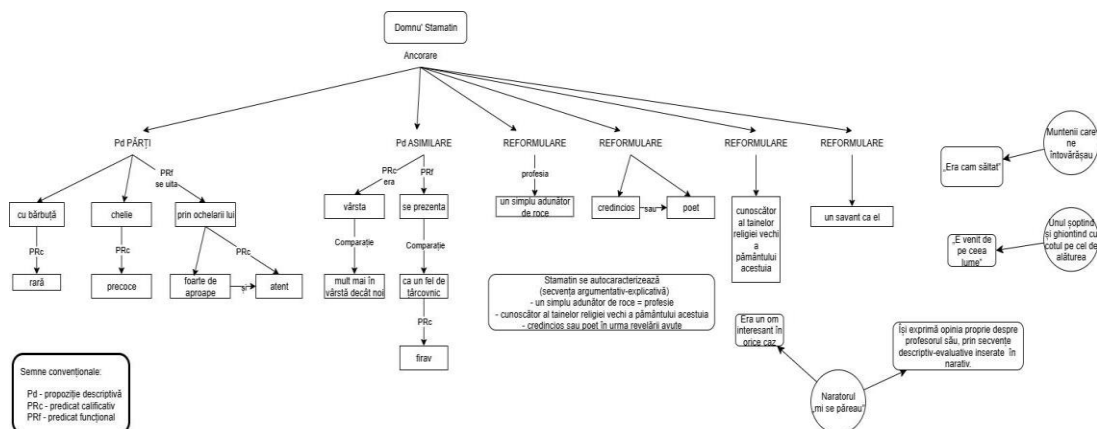 Domnu' Stamatin
Ancorare
Pd PĂRȚI
Pd ASIMILARE
REFORMULARE
REFORMULARE
REFORMULARE
REFORMULARE
PRf
se uita
PRc
era
PRf
profesia
cu bărbuță
chelie
prin ochelarii lui
vârsta
se prezenta
un simplu adunător
de roce
credincios
sau
poet
cunoscător
al tainelor
religiei vechi
a
pământului
acestuia
un savant ca el
PRc
PRc
PRc
Comparație
Comparație
rară
precoce
foarte de
aproape
și
atent
mult mai în
vârstă decât noi
ca un fel de
târcovnic
PRc
firav
Stamatin se autocaracterizează
(secvența argumentativ-explicativă)
- un simplu adunător de roce = profesie
- cunoscător al tainelor religiei vechi a pământului acestuia
- credincios sau poet în urma revelării avute
Muntenii care
ne
întovărășau
„Era cam săltat”
Unul șoptind
și ghiontind cu
cotul pe cel de
alăturea
„E venit de
pe ceea
lume”
Era un om
interesant în
orice caz
Își exprimă opinia proprie despre
profesorul său, prin secvențe
descriptiv-evaluative inserate în
narativ.
Naratorul
„mi se păreau”
Semne convenționale:
Pd - propoziție descriptivă
PRc - predicat calificativ
PRf - predicat funcțional